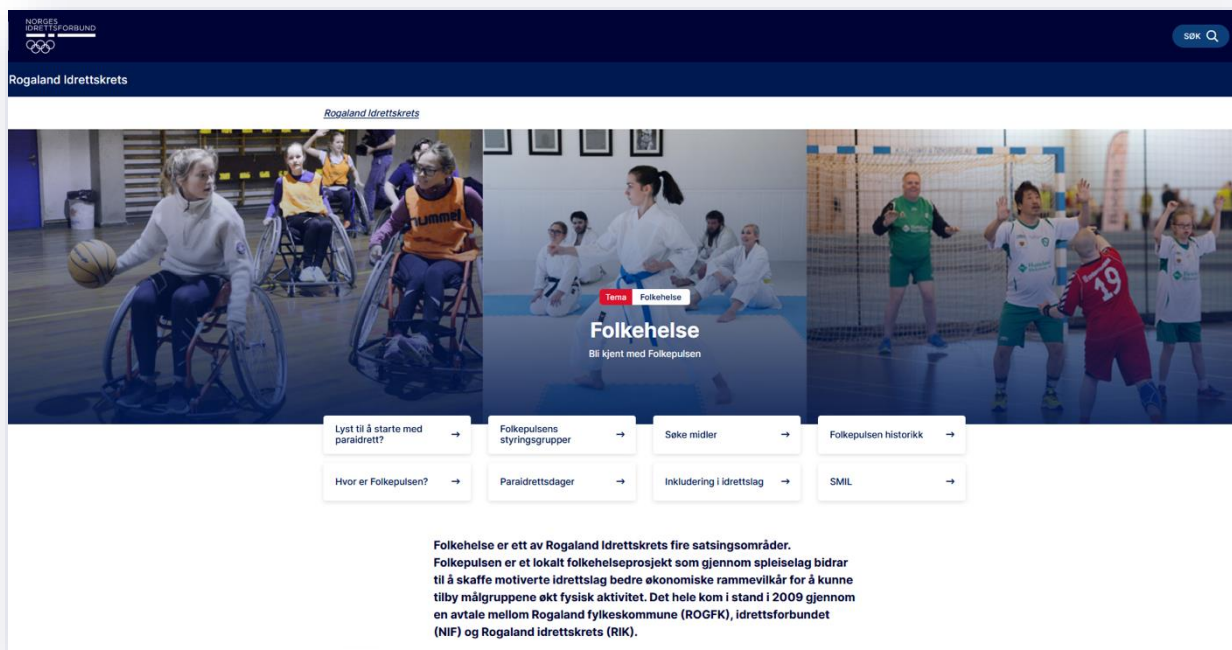 NORGES
IDRETTSFORBUND
SØK
Rogaland Idrettskrets
Rogaland Idrettskrets
hummel
19
Tema Folkehelse
Folkehelse
Bli kjent med Folkepulsen
Lyst til å starte med
paraidrett? →
Folkepulsens
styringsgrupper →
Søke midler →
Folkepulsen historikk →
Hvor er Folkepulsen? →
Paraidrettsdager →
Inkludering i idrettslag →
SMIL →
Folkehelse er ett av Rogaland Idrettskrets fire satsingsområder.
Folkepulsen er et lokalt folkehelseprosjekt som gjennom spleiselag bidrar
til å skaffe motiverte idrettslag bedre økonomiske rammevilkår for å kunne
tilby målgruppene økt fysisk aktivitet. Det hele kom i stand i 2009 gjennom
en avtale mellom Rogaland fylkeskommune (ROGFK), idrettsforbundet
(NIF) og Rogaland idrettskrets (RIK).